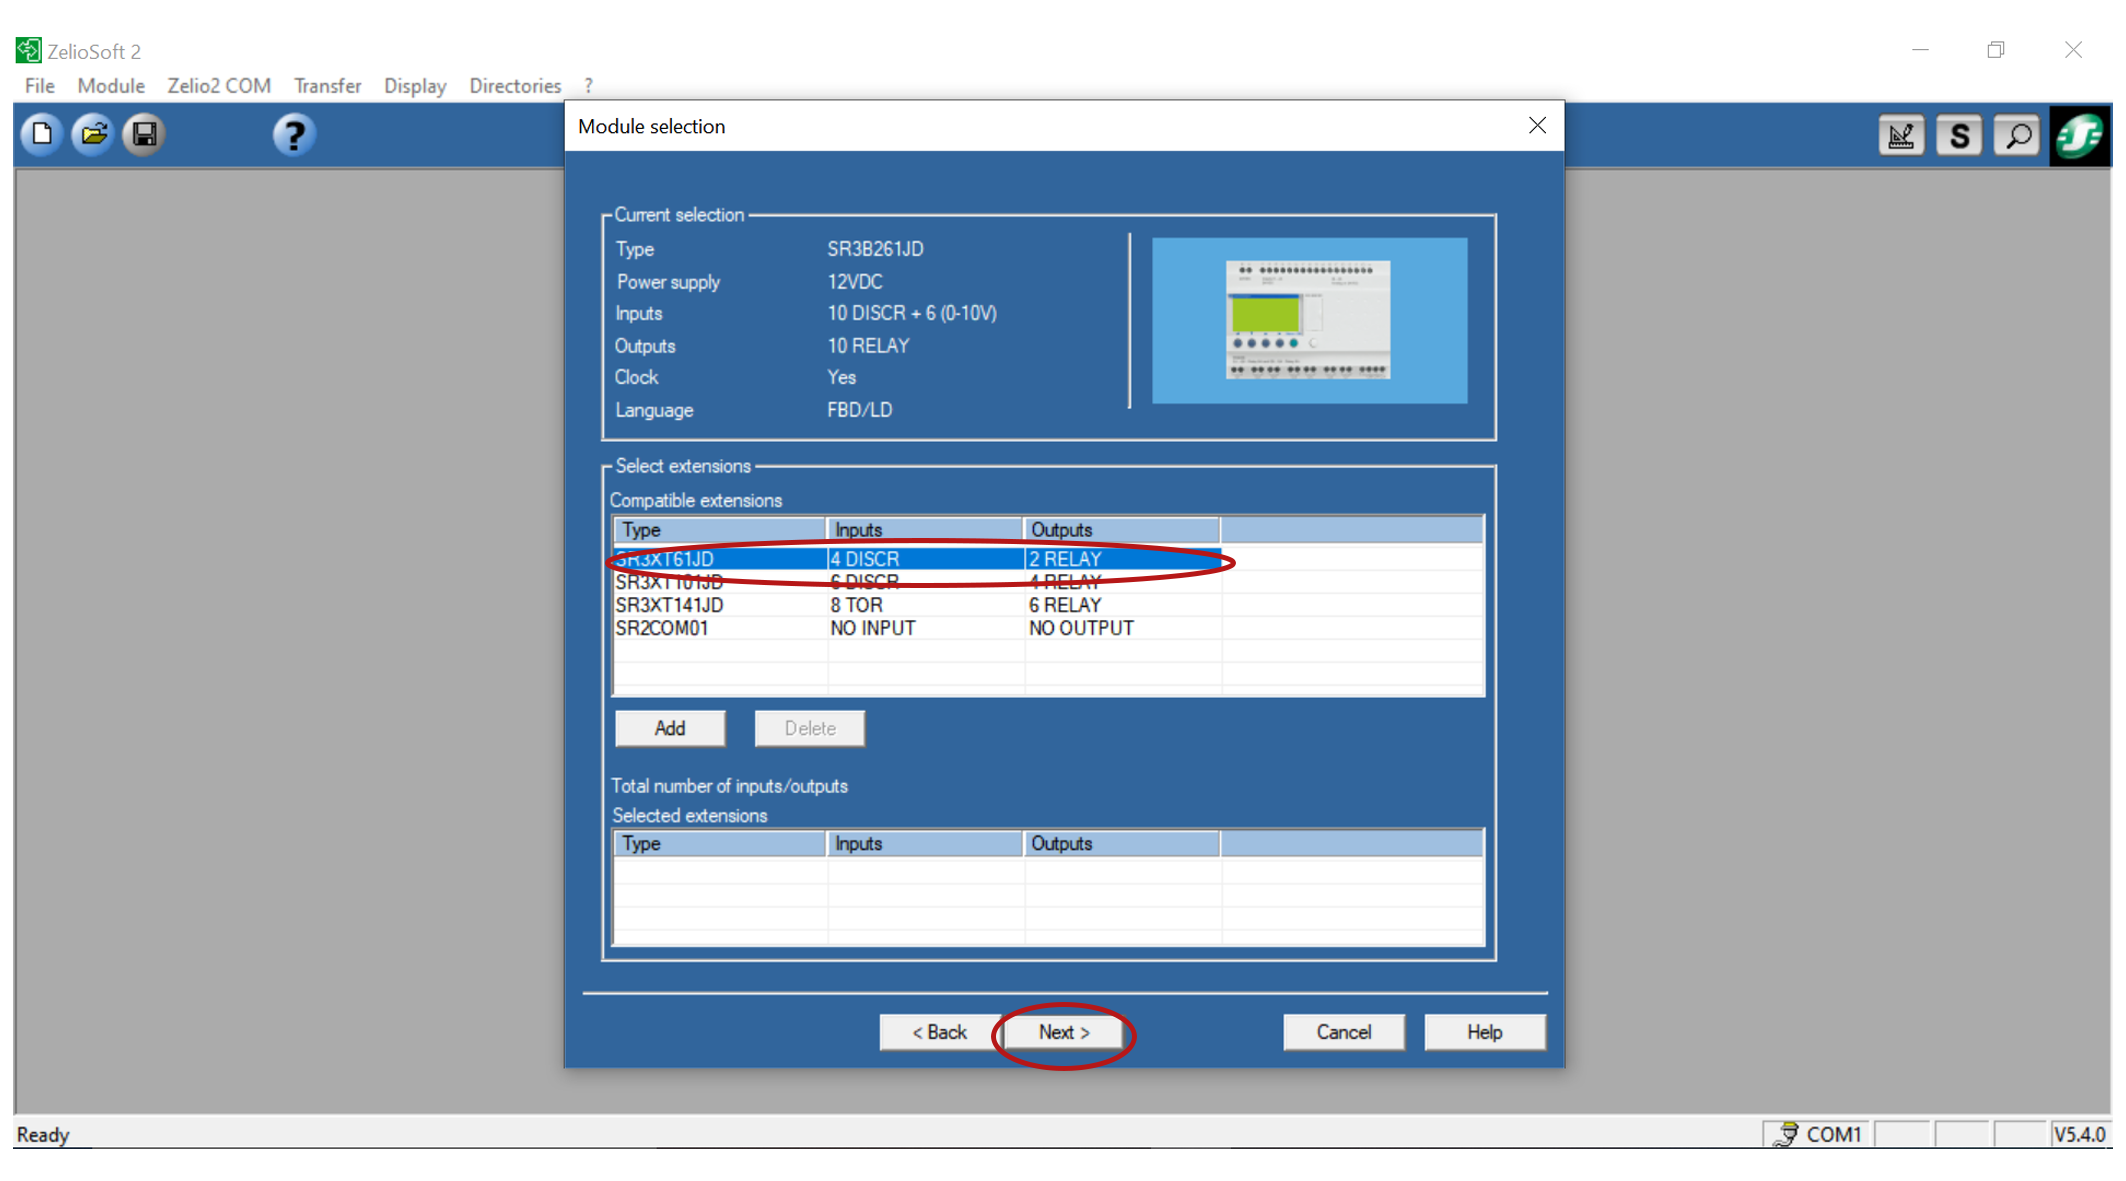 ZelioSoft 2
File Module Zelio2 COM Transfer Display Directories ?
Module selection
S
Current selection
Type SR3B261JD
Power supply 12VDC
Inputs 10 DISCR + 6 (0-10V)
Outputs 10 RELAY
Clock Yes
Language FBD/LD
Select extensions
Compatible extensions
Type Inputs Outputs
SR3XT61JD 4 DISCR 2 RELAY
SR3XT101JD 6 DISCR 4 RELAY
SR3XT141JD 8 TOR 6 RELAY
SR2COM01 NO INPUT NO OUTPUT
Add Delete
Total number of inputs/outputs
Selected extensions
Type Inputs Outputs
< Back Next > Cancel Help
Ready COM1 V5.4.0